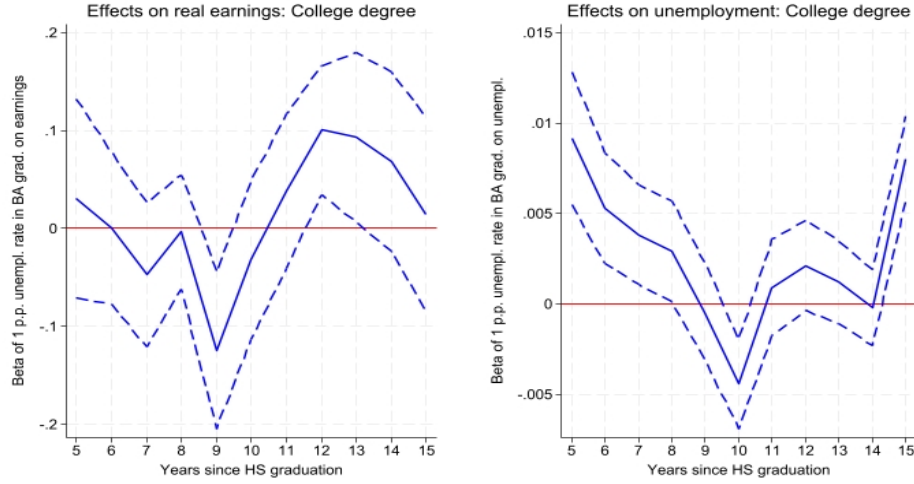 Effects on real earnings: College degree
Beta of 1 p.p. unempl. rate in BA grad. on earnings
.2
.1
0
-.1
-.2
5 6 7 8 9 10 11 12 13 14 15
Years since HS graduation
Effects on unemployment: College degree
Beta of 1 p.p. unempl. rate in BA grad. on unempl.
.015
.01
.005
0
-.005
5 6 7 8 9 10 11 12 13 14 15
Years since HS graduation